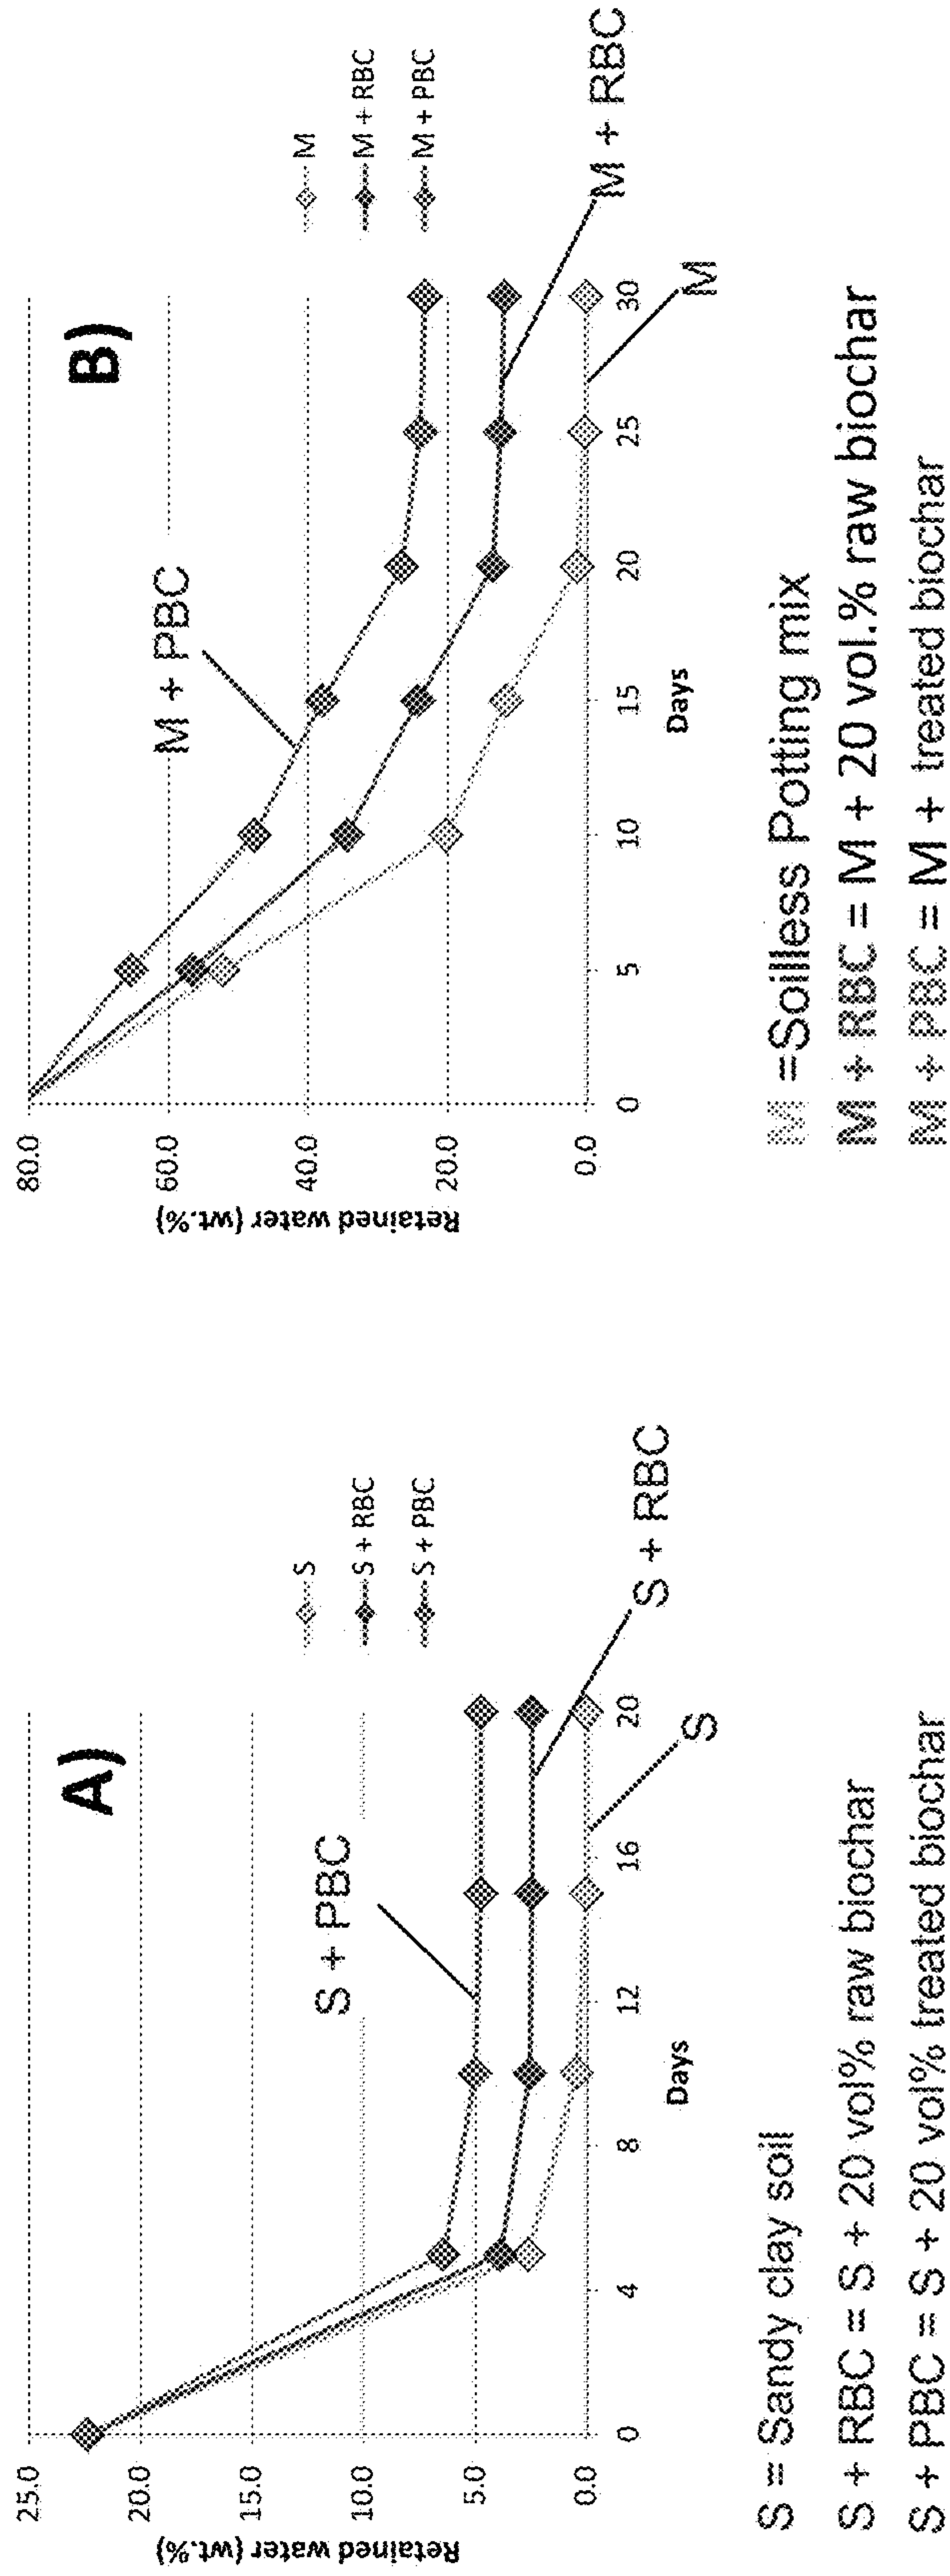 A)
Retained water (wt.%)
25.0
20.0
15.0
10.0
5.0
0.0
0 4 8 12 16 20
Days
S + PBC
S
S + RBC
S + PBC
S + RBC
S
S = Sandy clay soil
S + RBC = S + 20 vol% raw biochar
S + PBC = S + 20 vol% treated biochar
B)
Retained water (wt.%)
80.0
60.0
40.0
20.0
0.0
0 5 10 15 20 25 30
Days
M + PBC
M
M + RBC
M + PBC
M + RBC
M
M =Soilless Potting mix
M + RBC = M + 20 vol.% raw biochar
M + PBC = M + treated biochar